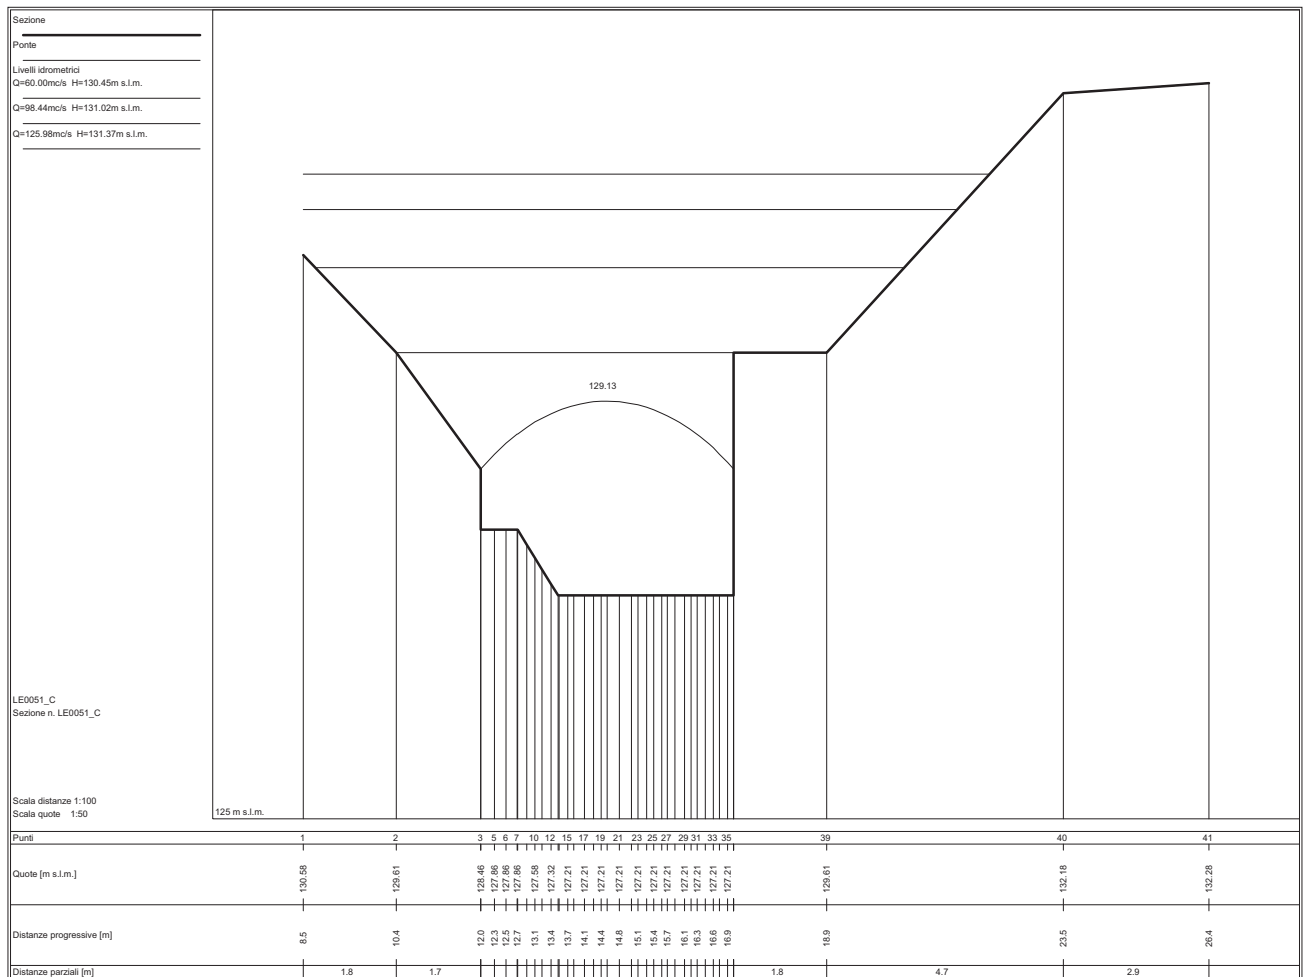 Sezione
Ponte
Livelli idrometrici
Q=60.00mc/s H=130.45m s.l.m.
Q=98.44mc/s H=131.02m s.l.m.
Q=125.98mc/s H=131.37m s.l.m.
129.13
LE0051_C
Sezione n. LE0051_C
Scala distanze 1:100
Scala quote 1:50
125 m s.l.m.
Punti 1 2 3 5 6 7 10 12 15 17 19 21 23 25 27 29 31 33 35 39 40 41
Quote [m s.l.m.] 130.58 129.61 128.46 127.86 127.86 127.86 127.58 127.32 127.21 127.21 127.21 127.21 127.21 127.21 127.21 127.21 127.21 127.21 127.21 129.61 132.18 132.28
Distanze progressive [m] 8.5 10.4 12.0 12.3 12.5 12.7 13.1 13.4 13.7 14.1 14.4 14.8 15.1 15.4 15.7 16.1 16.3 16.6 16.9 18.9 23.5 26.4
Distanze parziali [m] 1.8 1.7 1.8 4.7 2.9